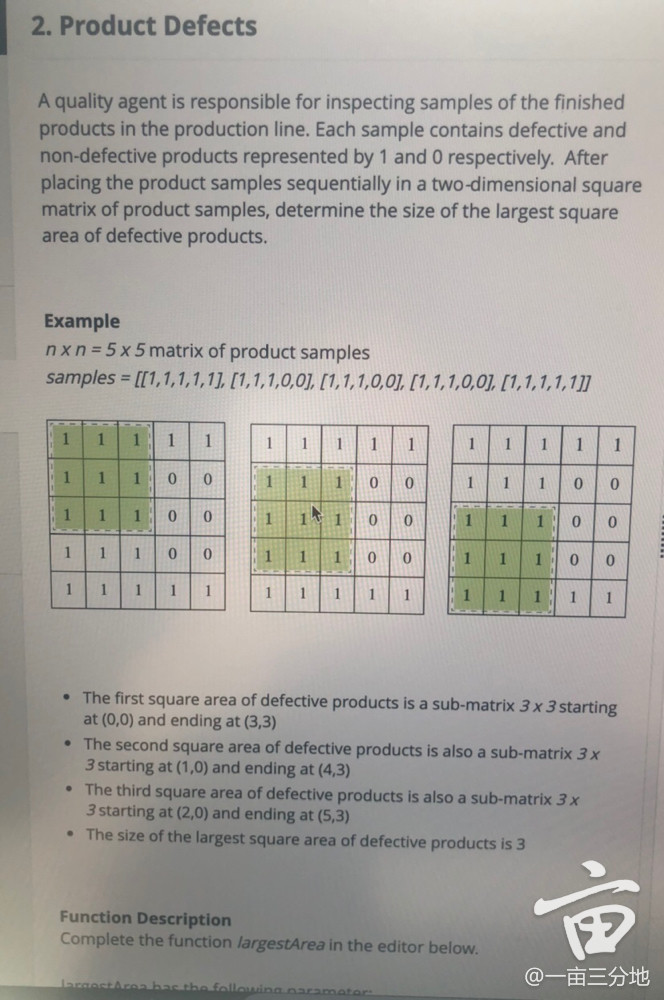 2. Product Defects
A quality agent is responsible for inspecting samples of the finished
products in the production line. Each sample contains defective and
non-defective products represented by 1 and 0 respectively. After
placing the product samples sequentially in a two-dimensional square
matrix of product samples, determine the size of the largest square
area of defective products.
Example
n x n = 5 x 5 matrix of product samples
samples = [[1,1,1,1,1], [1,1,1,0,0], [1,1,1,0,0], [1,1,1,0,0], [1,1,1,1,1]]
1 1 1 1 1
1 1 1 0 0
1 1 1 0 0
1 1 1 0 0
1 1 1 1 1
1 1 1 1 1
1 1 1 0 0
1 1 1 0 0
1 1 1 0 0
1 1 1 1 1
1 1 1 1 1
1 1 1 0 0
1 1 1 0 0
1 1 1 0 0
1 1 1 1 1
• The first square area of defective products is a sub-matrix 3 x 3 starting
at (0,0) and ending at (3,3)
• The second square area of defective products is also a sub-matrix 3 x
3 starting at (1,0) and ending at (4,3)
• The third square area of defective products is also a sub-matrix 3 x
3 starting at (2,0) and ending at (5,3)
• The size of the largest square area of defective products is 3
Function Description
Complete the function largestArea in the editor below.
largestArea has the following parameter:
亩
@一亩三分地